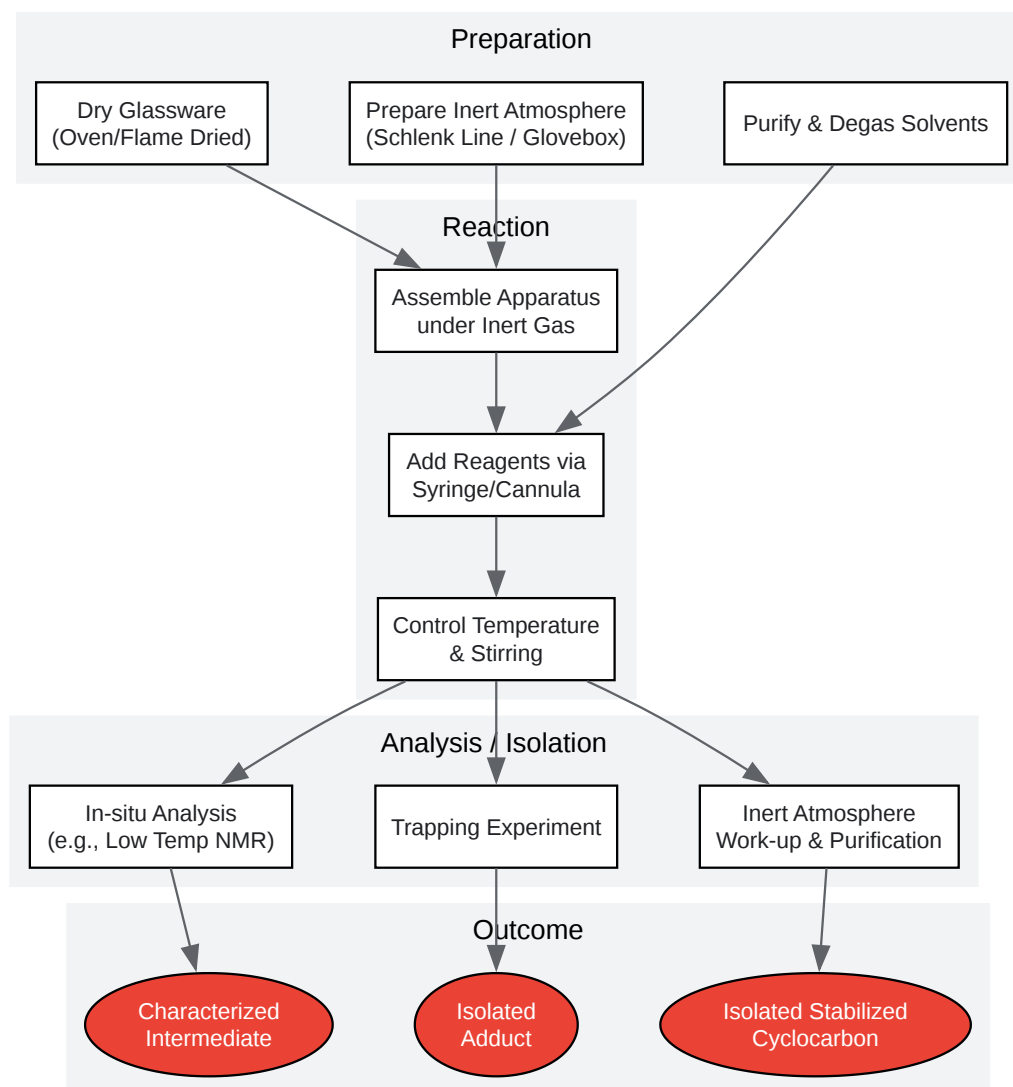 Preparation
Dry Glassware
(Oven/Flame Dried)
Prepare Inert Atmosphere
(Schlenk Line / Glovebox)
Purify & Degas Solvents
Reaction
Assemble Apparatus
under Inert Gas
Add Reagents via
Syringe/Cannula
Control Temperature
& Stirring
Analysis / Isolation
In-situ Analysis
(e.g., Low Temp NMR)
Trapping Experiment
Inert Atmosphere
Work-up & Purification
Outcome
Characterized
Intermediate
Isolated
Adduct
Isolated Stabilized
Cyclocarbon